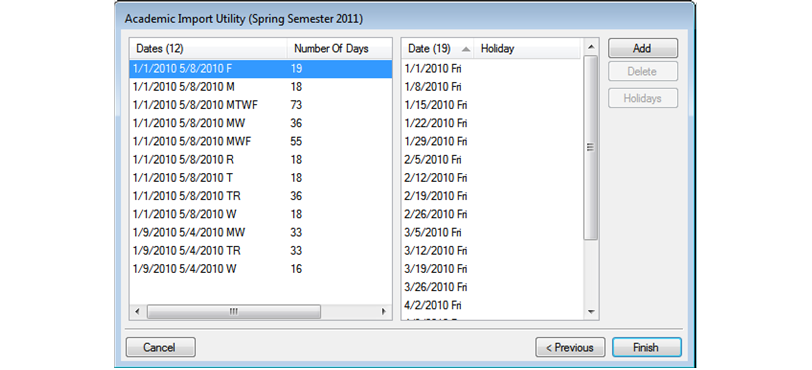 Academic Import Utility (Spring Semester 2011)
Dates (12) Number Of Days
1/1/2010 5/8/2010 F 19
1/1/2010 5/8/2010 M 18
1/1/2010 5/8/2010 MTWF 73
1/1/2010 5/8/2010 MW 36
1/1/2010 5/8/2010 MWF 55
1/1/2010 5/8/2010 R 18
1/1/2010 5/8/2010 T 18
1/1/2010 5/8/2010 TR 36
1/1/2010 5/8/2010 W 18
1/9/2010 5/4/2010 MW 33
1/9/2010 5/4/2010 TR 33
1/9/2010 5/4/2010 W 16
Date (19) Holiday
1/1/2010 Fri
1/8/2010 Fri
1/15/2010 Fri
1/22/2010 Fri
1/29/2010 Fri
2/5/2010 Fri
2/12/2010 Fri
2/19/2010 Fri
2/26/2010 Fri
3/5/2010 Fri
3/12/2010 Fri
3/19/2010 Fri
3/26/2010 Fri
4/2/2010 Fri
Add
Delete
Holidays
Cancel
< Previous
Finish